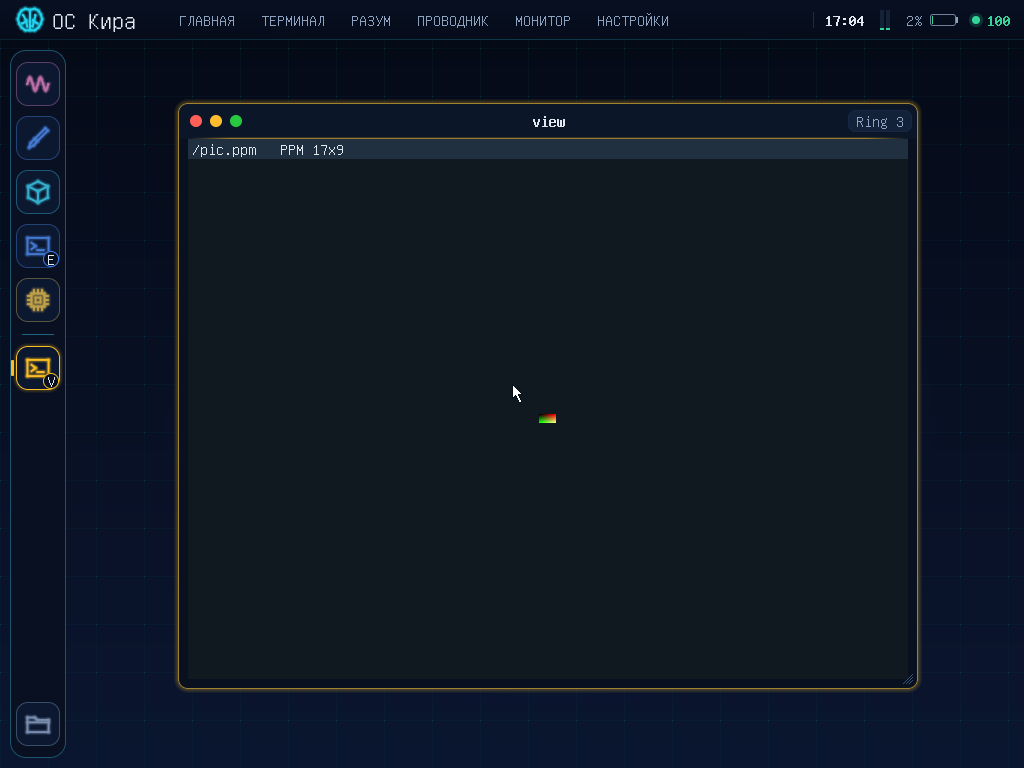 ОС Кира ГЛАВНАЯ ТЕРМИНАЛ РАЗУМ ПРОВОДНИК МОНИТОР НАСТРОЙКИ 17:04 2% 100
view Ring 3
/pic.ppm PPM 17x9
E
V